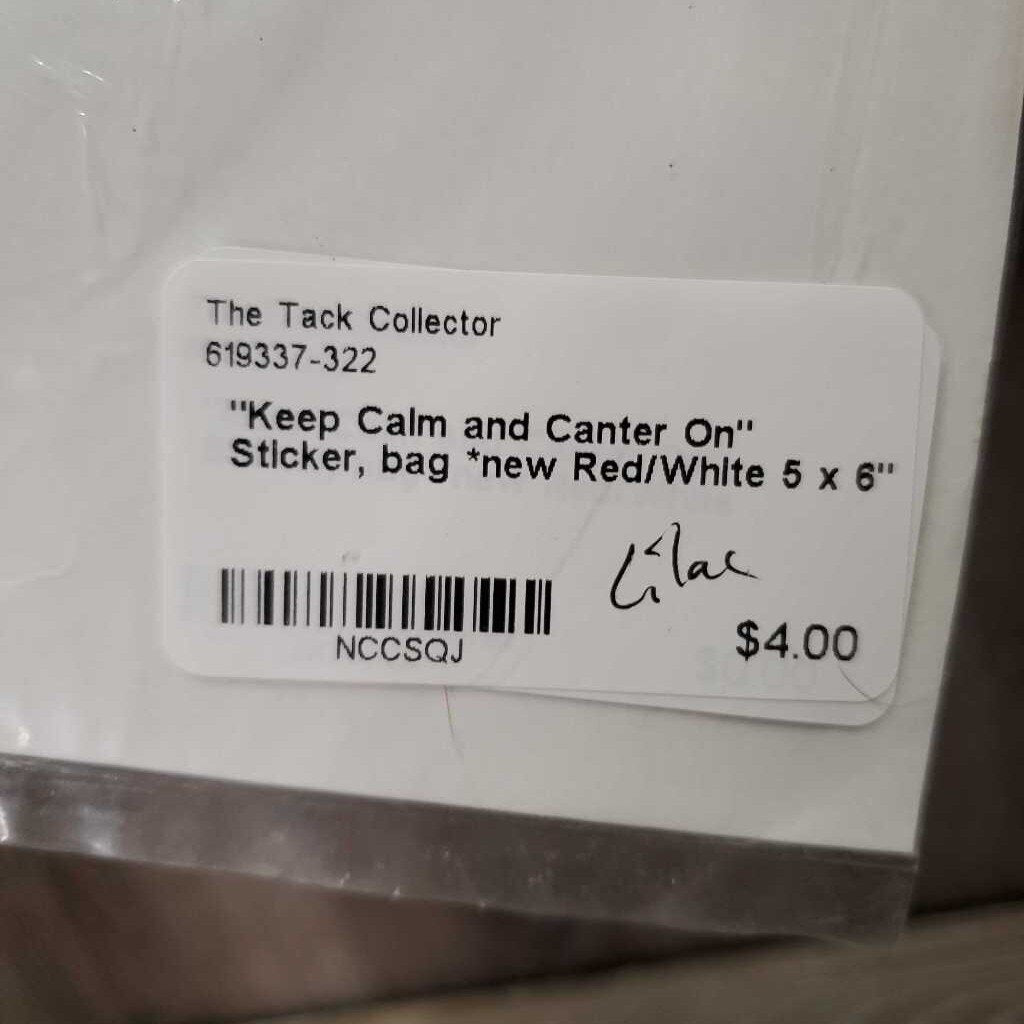 The Tack Collector
619337-322
"Keep Calm and Canter On"
Sticker, bag *new Red/White 5 x 6"
Lilac
NCCSQJ
$4.00